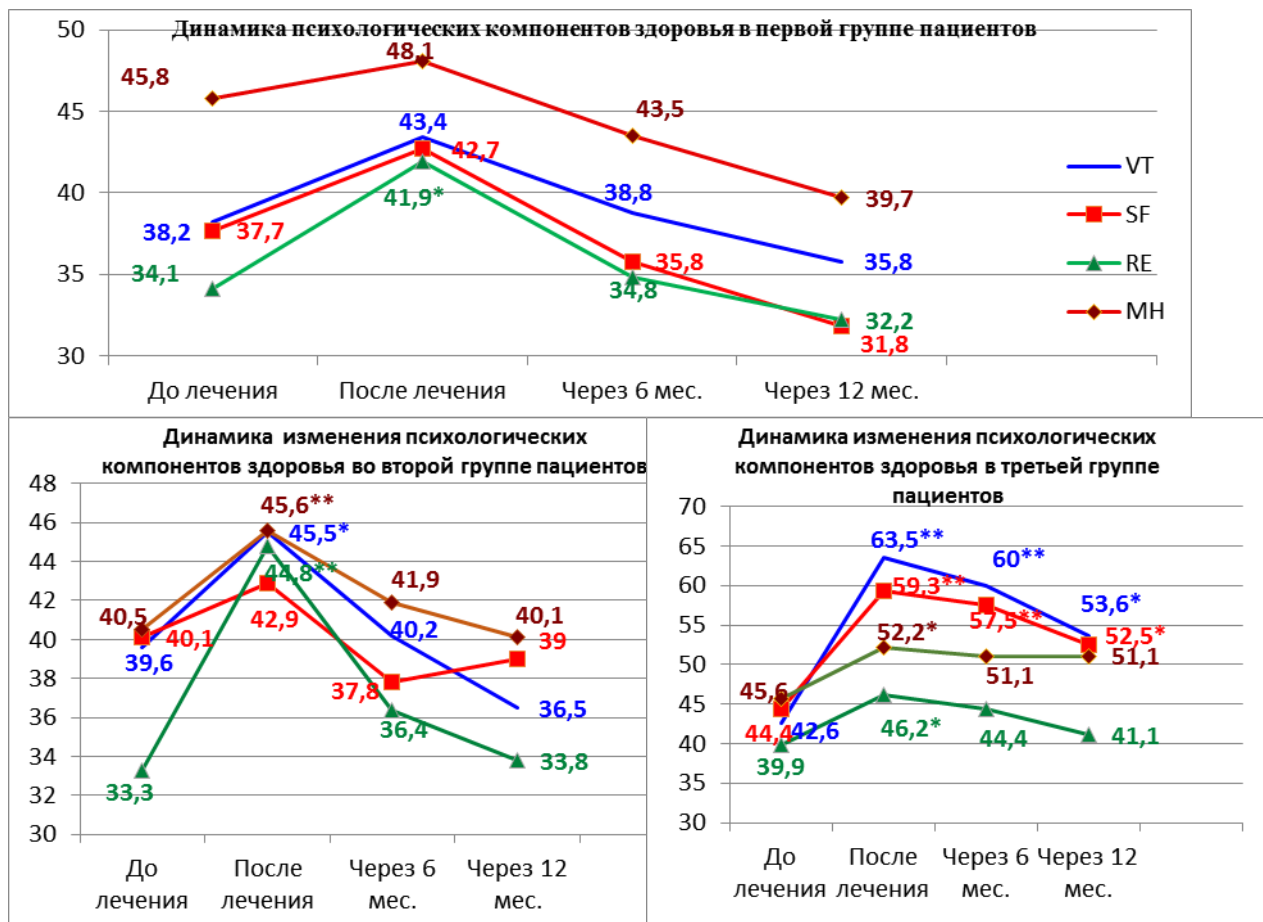 Динамика психологических компонентов здоровья в первой группе пациентов
50
45
40
35
30
45,8
48,1
43,5
39,7
43,4
38,8
35,8
38,2
37,7
42,7
35,8
31,8
34,1
41,9*
34,8
32,2
VT
SF
RE
MH
До лечения
После лечения
Через 6 мес.
Через 12 мес.
Динамика изменения психологических
компонентов здоровья во второй группе пациентов
48
46
44
42
40
38
36
34
32
30
40,5
45,6**
41,9
40,1
39,6
45,5*
40,2
36,5
40,1
42,9
37,8
39
33,3
44,8**
36,4
33,8
До
лечения
После
лечения
Через 6
мес.
Через 12
мес.
Динамика изменения психологических
компонентов здоровья в третьей группе
пациентов
70
65
60
55
50
45
40
35
30
63,5**
60**
53,6*
42,6
59,3**
57,5**
52,5*
44,4
45,6
52,2*
51,1
51,1
39,9
46,2*
44,4
41,1
До
лечения
После
лечения
Через 6
мес.
Через 12
мес.